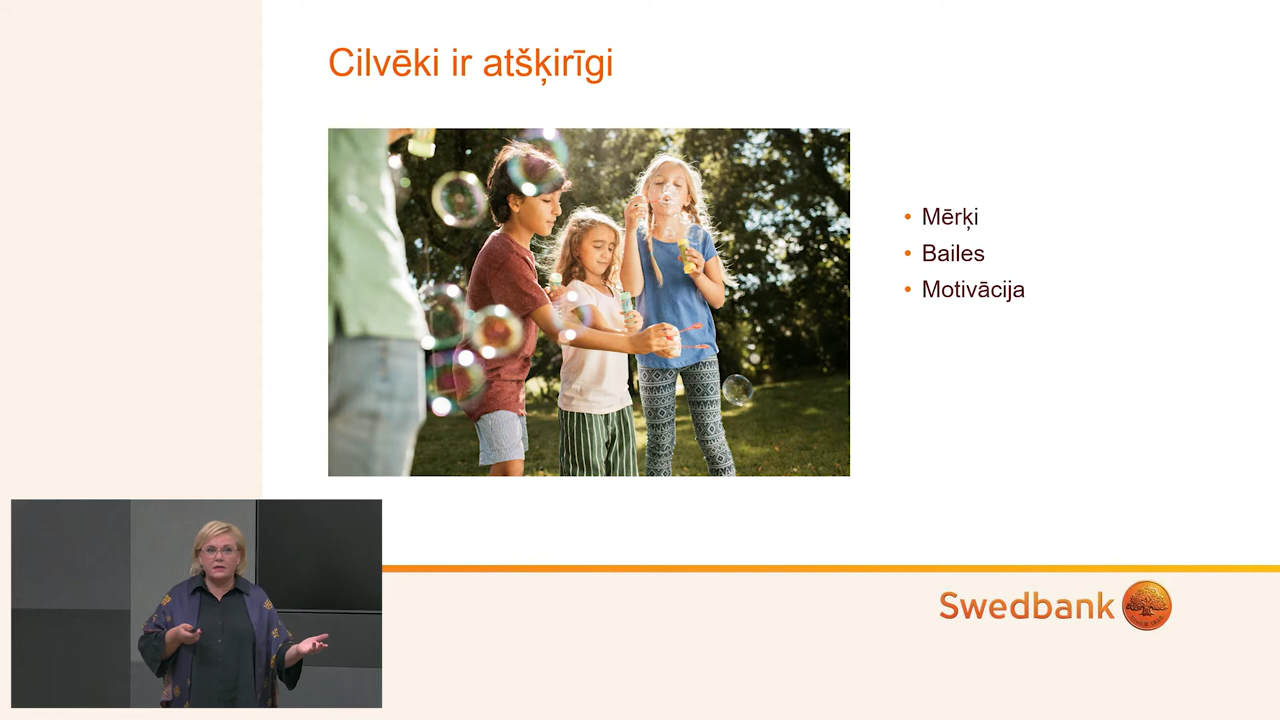 Cilvēki ir atšķirīgi
• Mērķi
• Bailes
• Motivācija
Swedbank